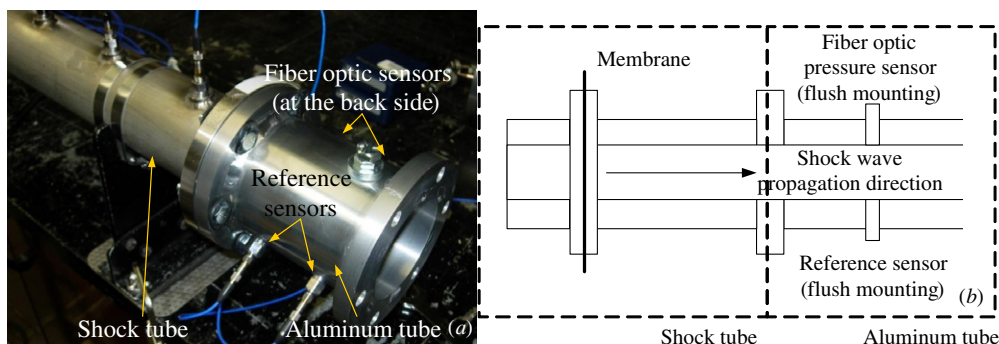 Fiber optic sensors
(at the back side)
Reference
sensors
Shock tube
Aluminum tube (a)
Membrane
Fiber optic
pressure sensor
(flush mounting)
Shock wave
propagation direction
Reference sensor
(flush mounting)
(b)
Shock tube
Aluminum tube